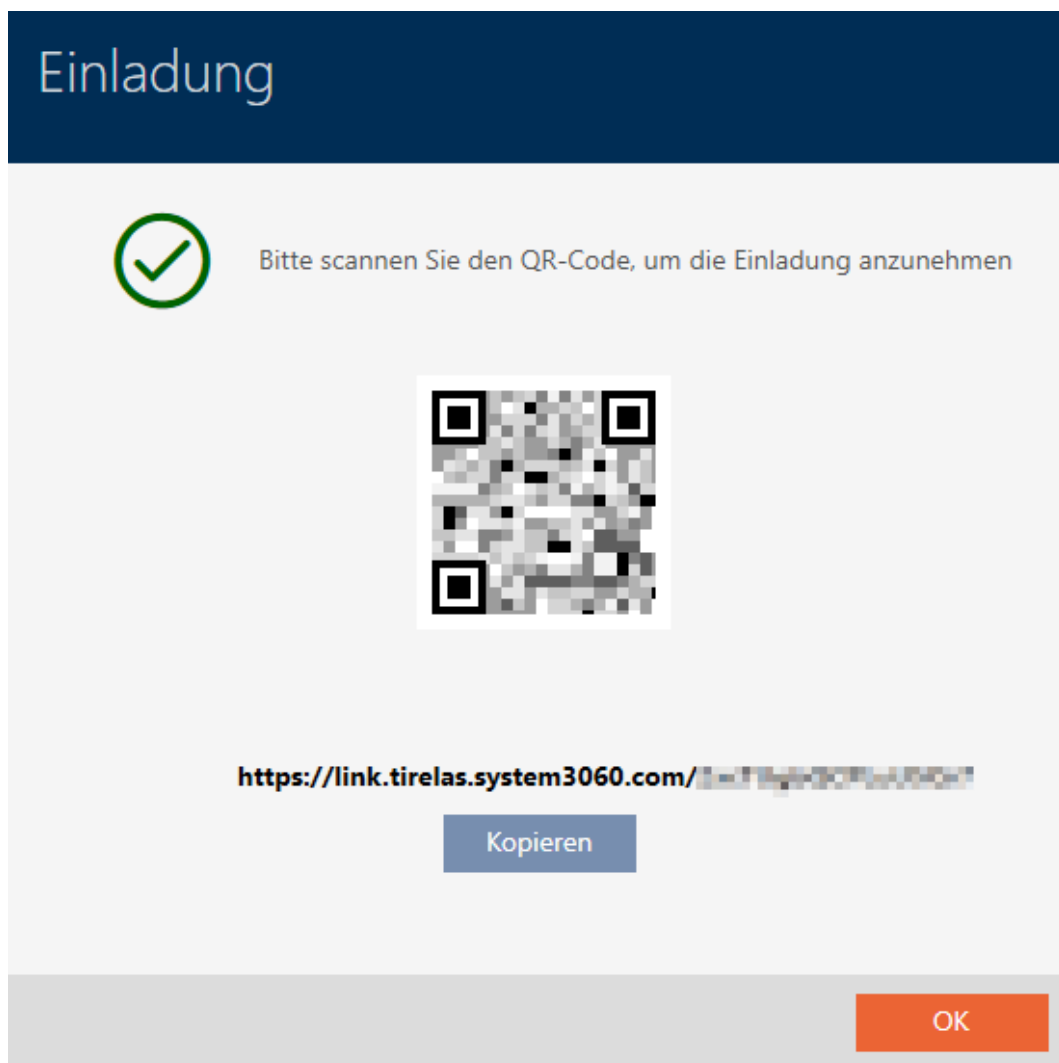 Einladung
Bitte scannen Sie den QR-Code, um die Einladung anzunehmen
https://link.tirelas.system3060.com/
Kopieren
OK